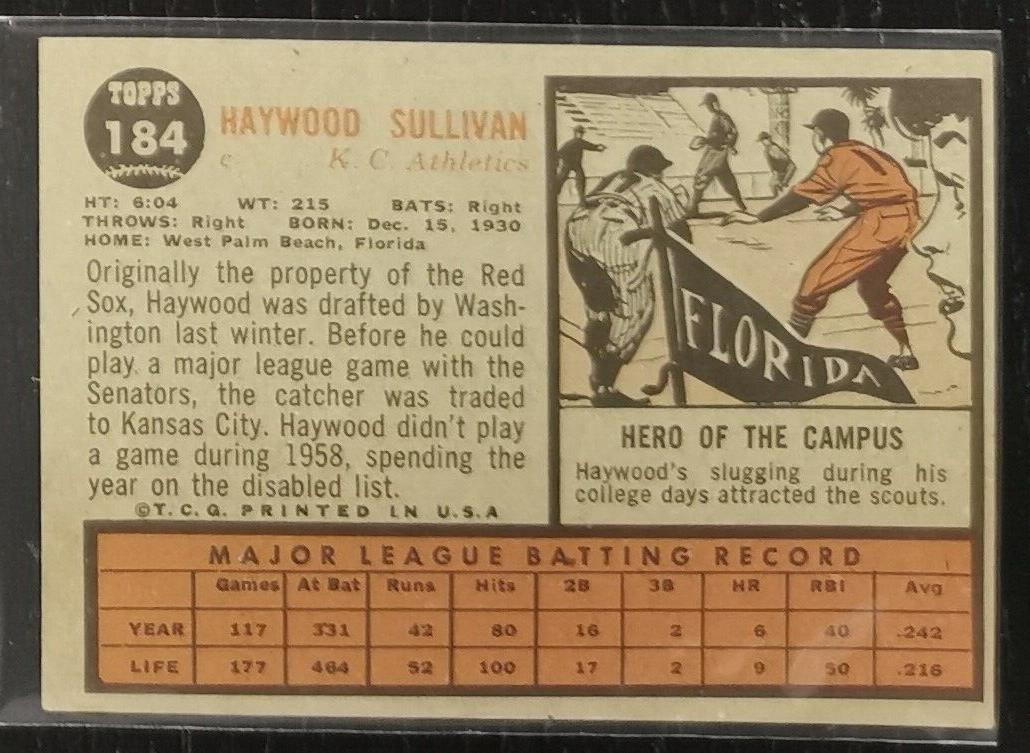 TOPPS
184
HAYWOOD SULLIVAN
C K. C. Athletics
HT: 6:04 WT: 215 BATS: Right
THROWS: Right BORN: Dec. 15, 1930
HOME: West Palm Beach, Florida
Originally the property of the Red
Sox, Haywood was drafted by Wash-
ington last winter. Before he could
play a major league game with the
Senators, the catcher was traded
to Kansas City. Haywood didn't play
a game during 1958, spending the
year on the disabled list.
©T. C. G. PRINTED IN U.S.A
1
FLORIDA
HERO OF THE CAMPUS
Haywood's slugging during his
college days attracted the scouts.
MAJOR LEAGUE BATTING RECORD
Games At Bat Runs Hits 2B 3B HR RBI Avg
YEAR 117 331 42 80 16 2 6 40 .242
LIFE 177 464 52 100 17 2 9 50 .216